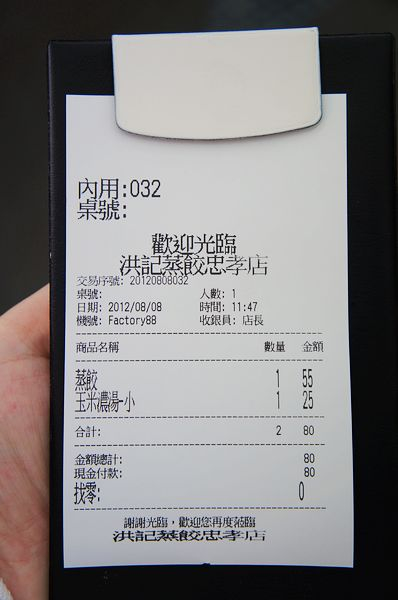 內用:032
桌號:
歡迎光臨
洪記蒸餃忠孝店
交易序號: 20120808032
桌號: 人數: 1
日期: 2012/08/08 時間: 11:47
機號: Factory88 收銀員: 店長
商品名稱 數量 金額
蒸餃 1 55
玉米濃湯-小 1 25
合計: 2 80
金額總計: 80
現金付款: 80
找零: 0
謝謝光臨，歡迎您再度蒞臨
洪記蒸餃忠孝店